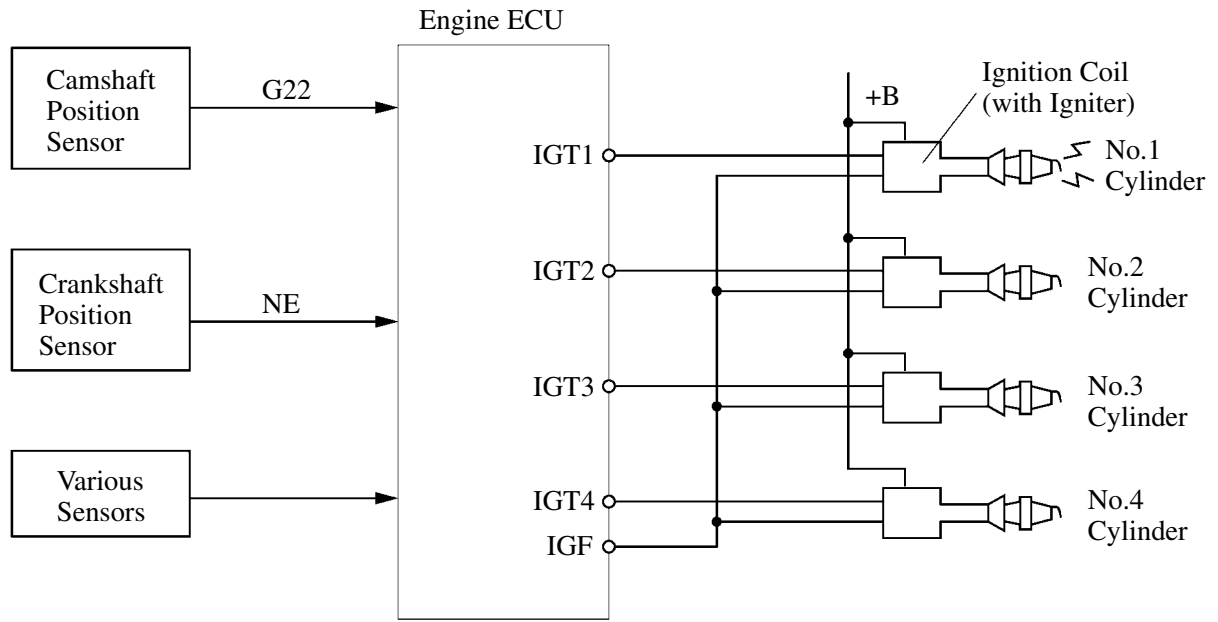 Engine ECU
Camshaft
Position
Sensor
G22
Crankshaft
Position
Sensor
NE
Various
Sensors
IGT1
IGT2
IGT3
IGT4
IGF
+B
Ignition Coil
(with Igniter)
No.1
Cylinder
No.2
Cylinder
No.3
Cylinder
No.4
Cylinder